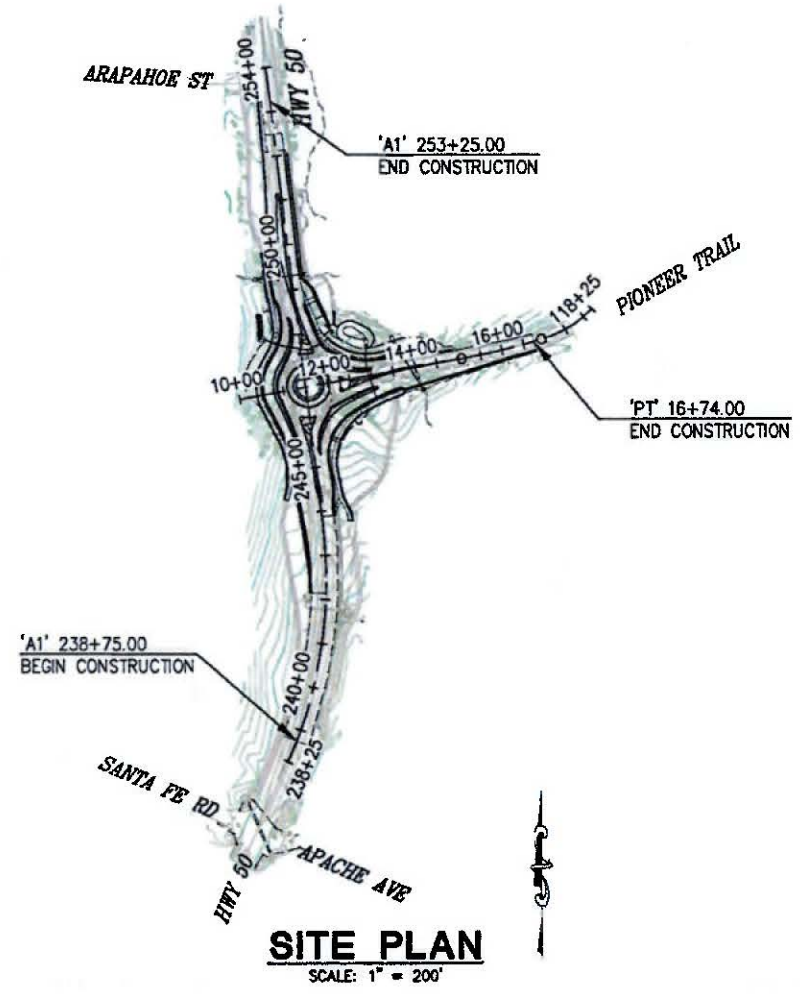 254+00
HWY 50
ARAPAHOE ST
'A1' 253+25.00
END CONSTRUCTION
250+00
PIONEER TRAIL
118+25
16+00
14+00
12+00
10+00
'PT' 16+74.00
END CONSTRUCTION
245+00
'A1' 238+75.00
BEGIN CONSTRUCTION
240+00
238+25
SANTA FE RD
APACHE AVE
HWY 50
SITE PLAN
SCALE: 1" = 200'